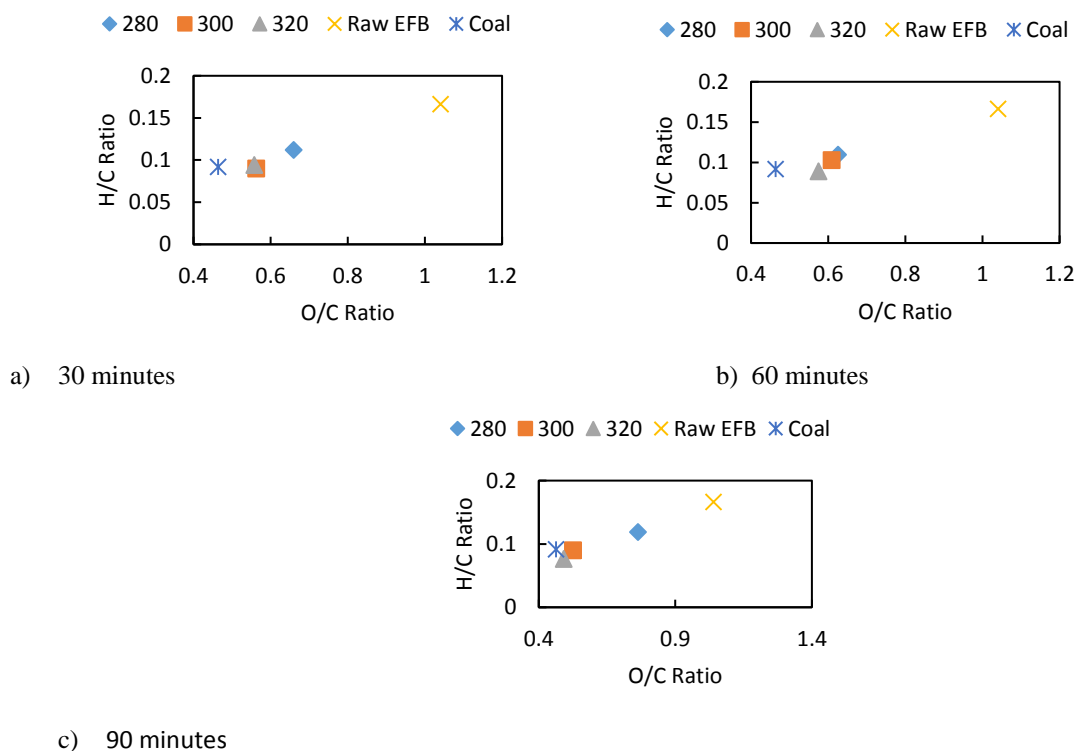 280 300 320 Raw EFB Coal
0.2
0.15
0.1
0.05
0
H/C Ratio
0.4 0.6 0.8 1 1.2
O/C Ratio
a) 30 minutes
280 300 320 Raw EFB Coal
0.2
0.15
0.1
0.05
0
H/C Ratio
0.4 0.6 0.8 1 1.2
O/C Ratio
b) 60 minutes
280 300 320 Raw EFB Coal
0.2
0.1
0
H/C Ratio
0.4 0.9 1.4
O/C Ratio
c) 90 minutes